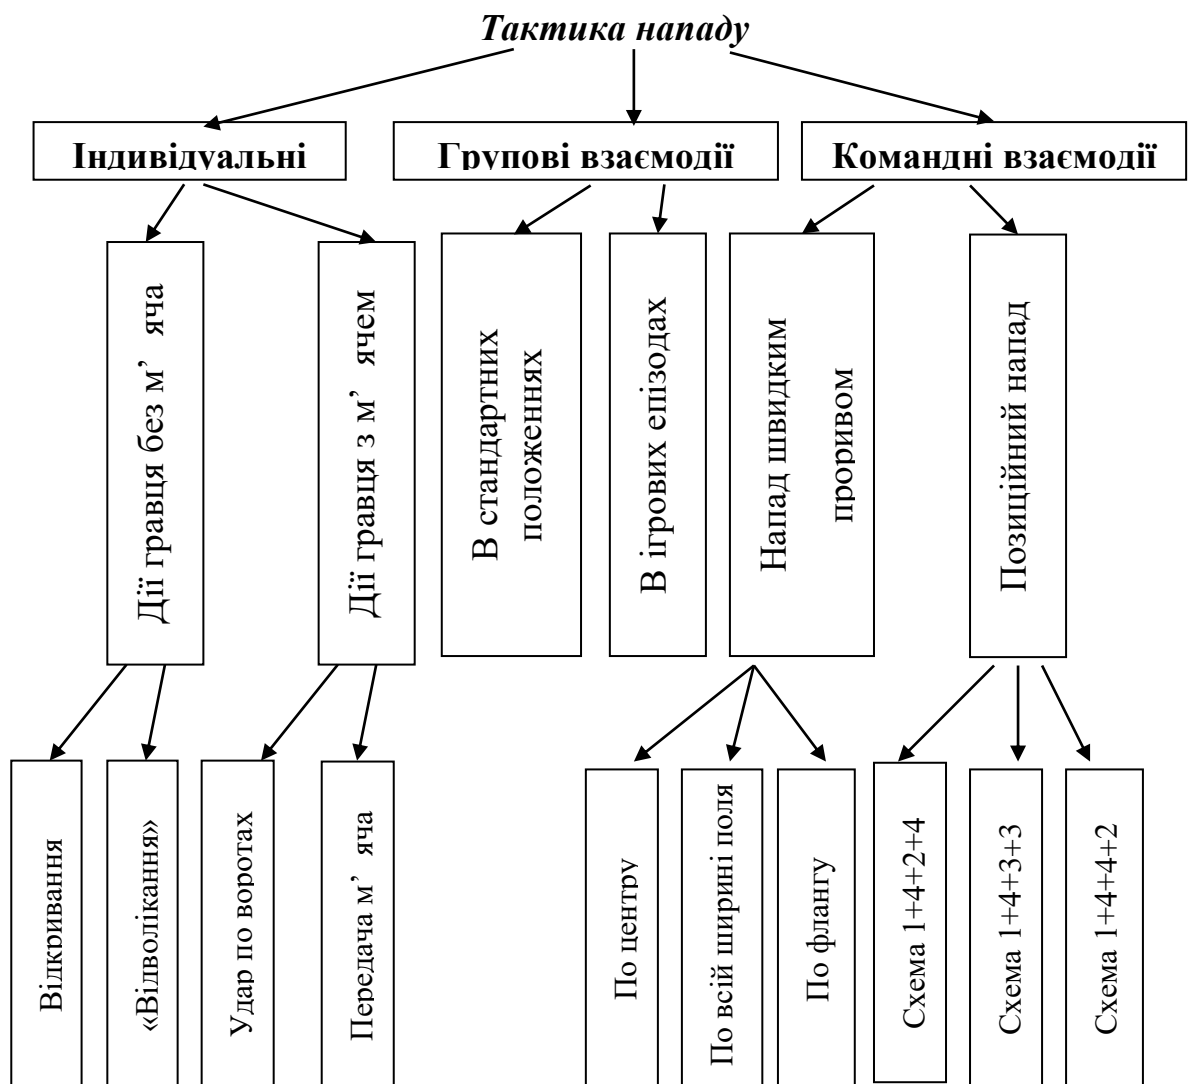 Тактика нападу
Індивідуальні
Групові взаємодії
Командні взаємодії
Дії гравця без м’ яча
Дії гравця з м’ ячем
В стандартних
положеннях
В ігрових епізодах
Напад швидким
проривом
Позиційний напад
Відкривання
«Відволікання»
Удар по воротах
Передача м’ яча
По центру
По всій ширині поля
По флангу
Схема 1+4+2+4
Схема 1+4+3+3
Схема 1+4+4+2